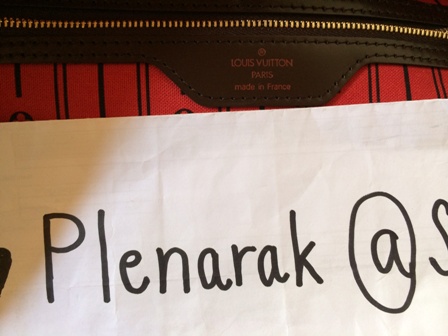 LOUIS VUITTON
PARIS
made in France
Plenarak @